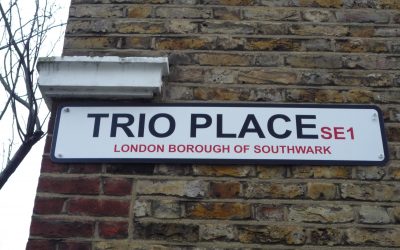 TRIO PLACE SE1
LONDON BOROUGH OF SOUTHWARK